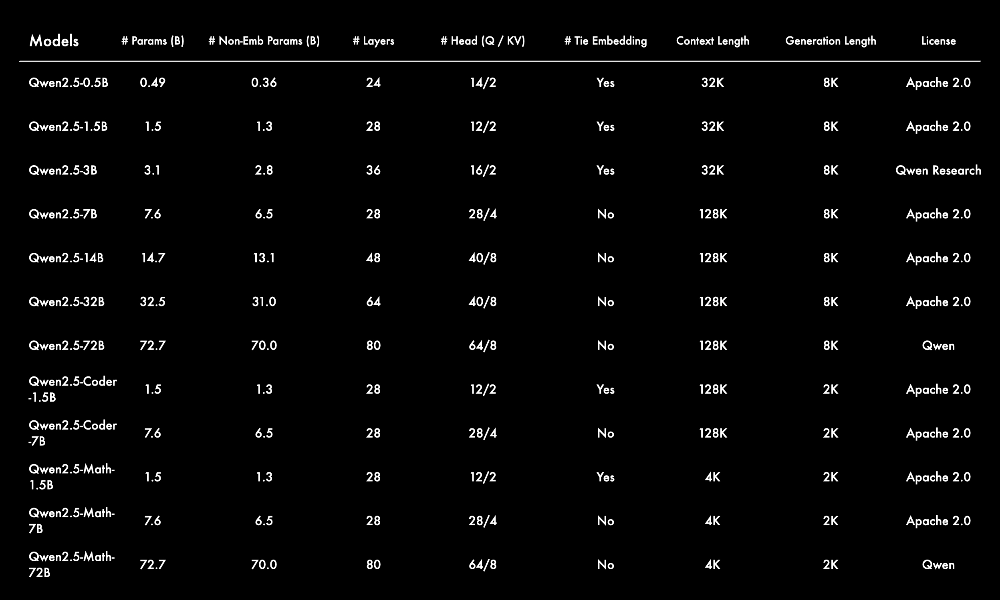 Models # Params (B) # Non-Emb Params (B) # Layers # Head (Q / KV) # Tie Embedding Context Length Generation Length License
Qwen2.5-0.5B 0.49 0.36 24 14/2 Yes 32K 8K Apache 2.0
Qwen2.5-1.5B 1.5 1.3 28 12/2 Yes 32K 8K Apache 2.0
Qwen2.5-3B 3.1 2.8 36 16/2 Yes 32K 8K Qwen Research
Qwen2.5-7B 7.6 6.5 28 28/4 No 128K 8K Apache 2.0
Qwen2.5-14B 14.7 13.1 48 40/8 No 128K 8K Apache 2.0
Qwen2.5-32B 32.5 31.0 64 40/8 No 128K 8K Apache 2.0
Qwen2.5-72B 72.7 70.0 80 64/8 No 128K 8K Qwen
Qwen2.5-Coder
-1.5B 1.5 1.3 28 12/2 Yes 128K 2K Apache 2.0
Qwen2.5-Coder
-7B 7.6 6.5 28 28/4 No 128K 2K Apache 2.0
Qwen2.5-Math-
1.5B 1.5 1.3 28 12/2 Yes 4K 2K Apache 2.0
Qwen2.5-Math-
7B 7.6 6.5 28 28/4 No 4K 2K Apache 2.0
Qwen2.5-Math-
72B 72.7 70.0 80 64/8 No 4K 2K Qwen